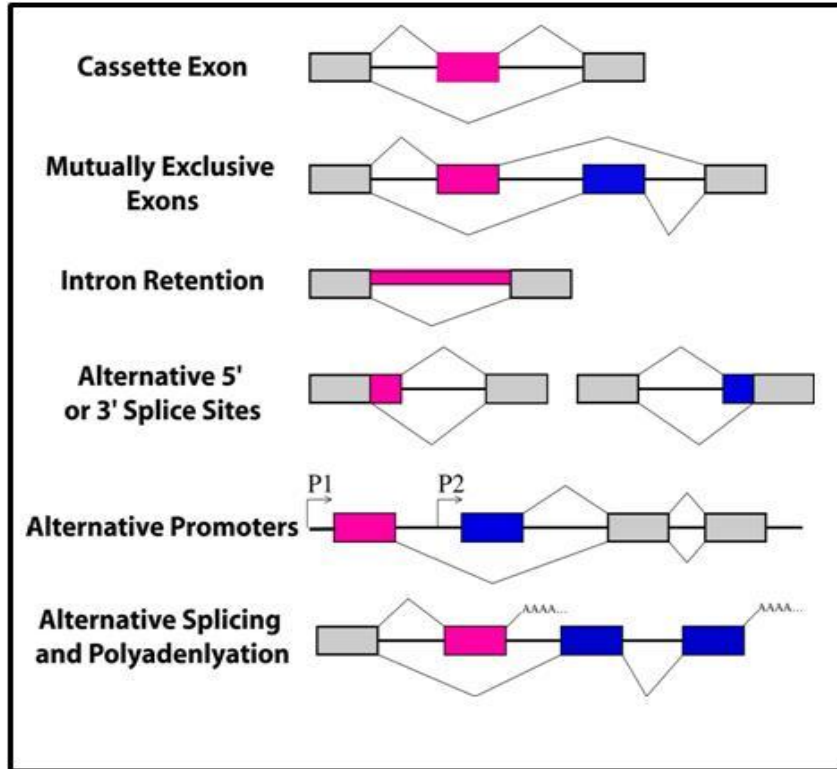 Cassette Exon
Mutually Exclusive
Exons
Intron Retention
Alternative 5'
or 3' Splice Sites
P1
P2
Alternative Promoters
AAAA...
AAAA...
Alternative Splicing
and Polyadenlyation